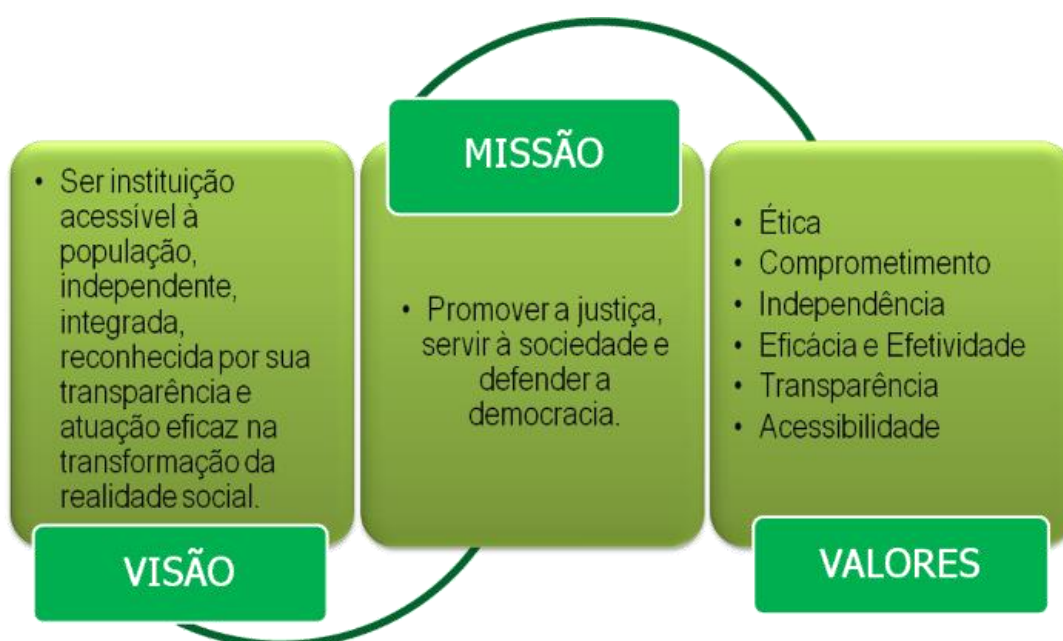 • Ser instituição
acessível à
população,
independente,
integrada,
reconhecida por sua
transparência e
atuação eficaz na
transformação da
realidade social.
VISÃO
MISSÃO
• Promover a justiça,
servir à sociedade e
defender a
democracia.
• Ética
• Comprometimento
• Independência
• Eficácia e Efetividade
• Transparência
• Acessibilidade
VALORES